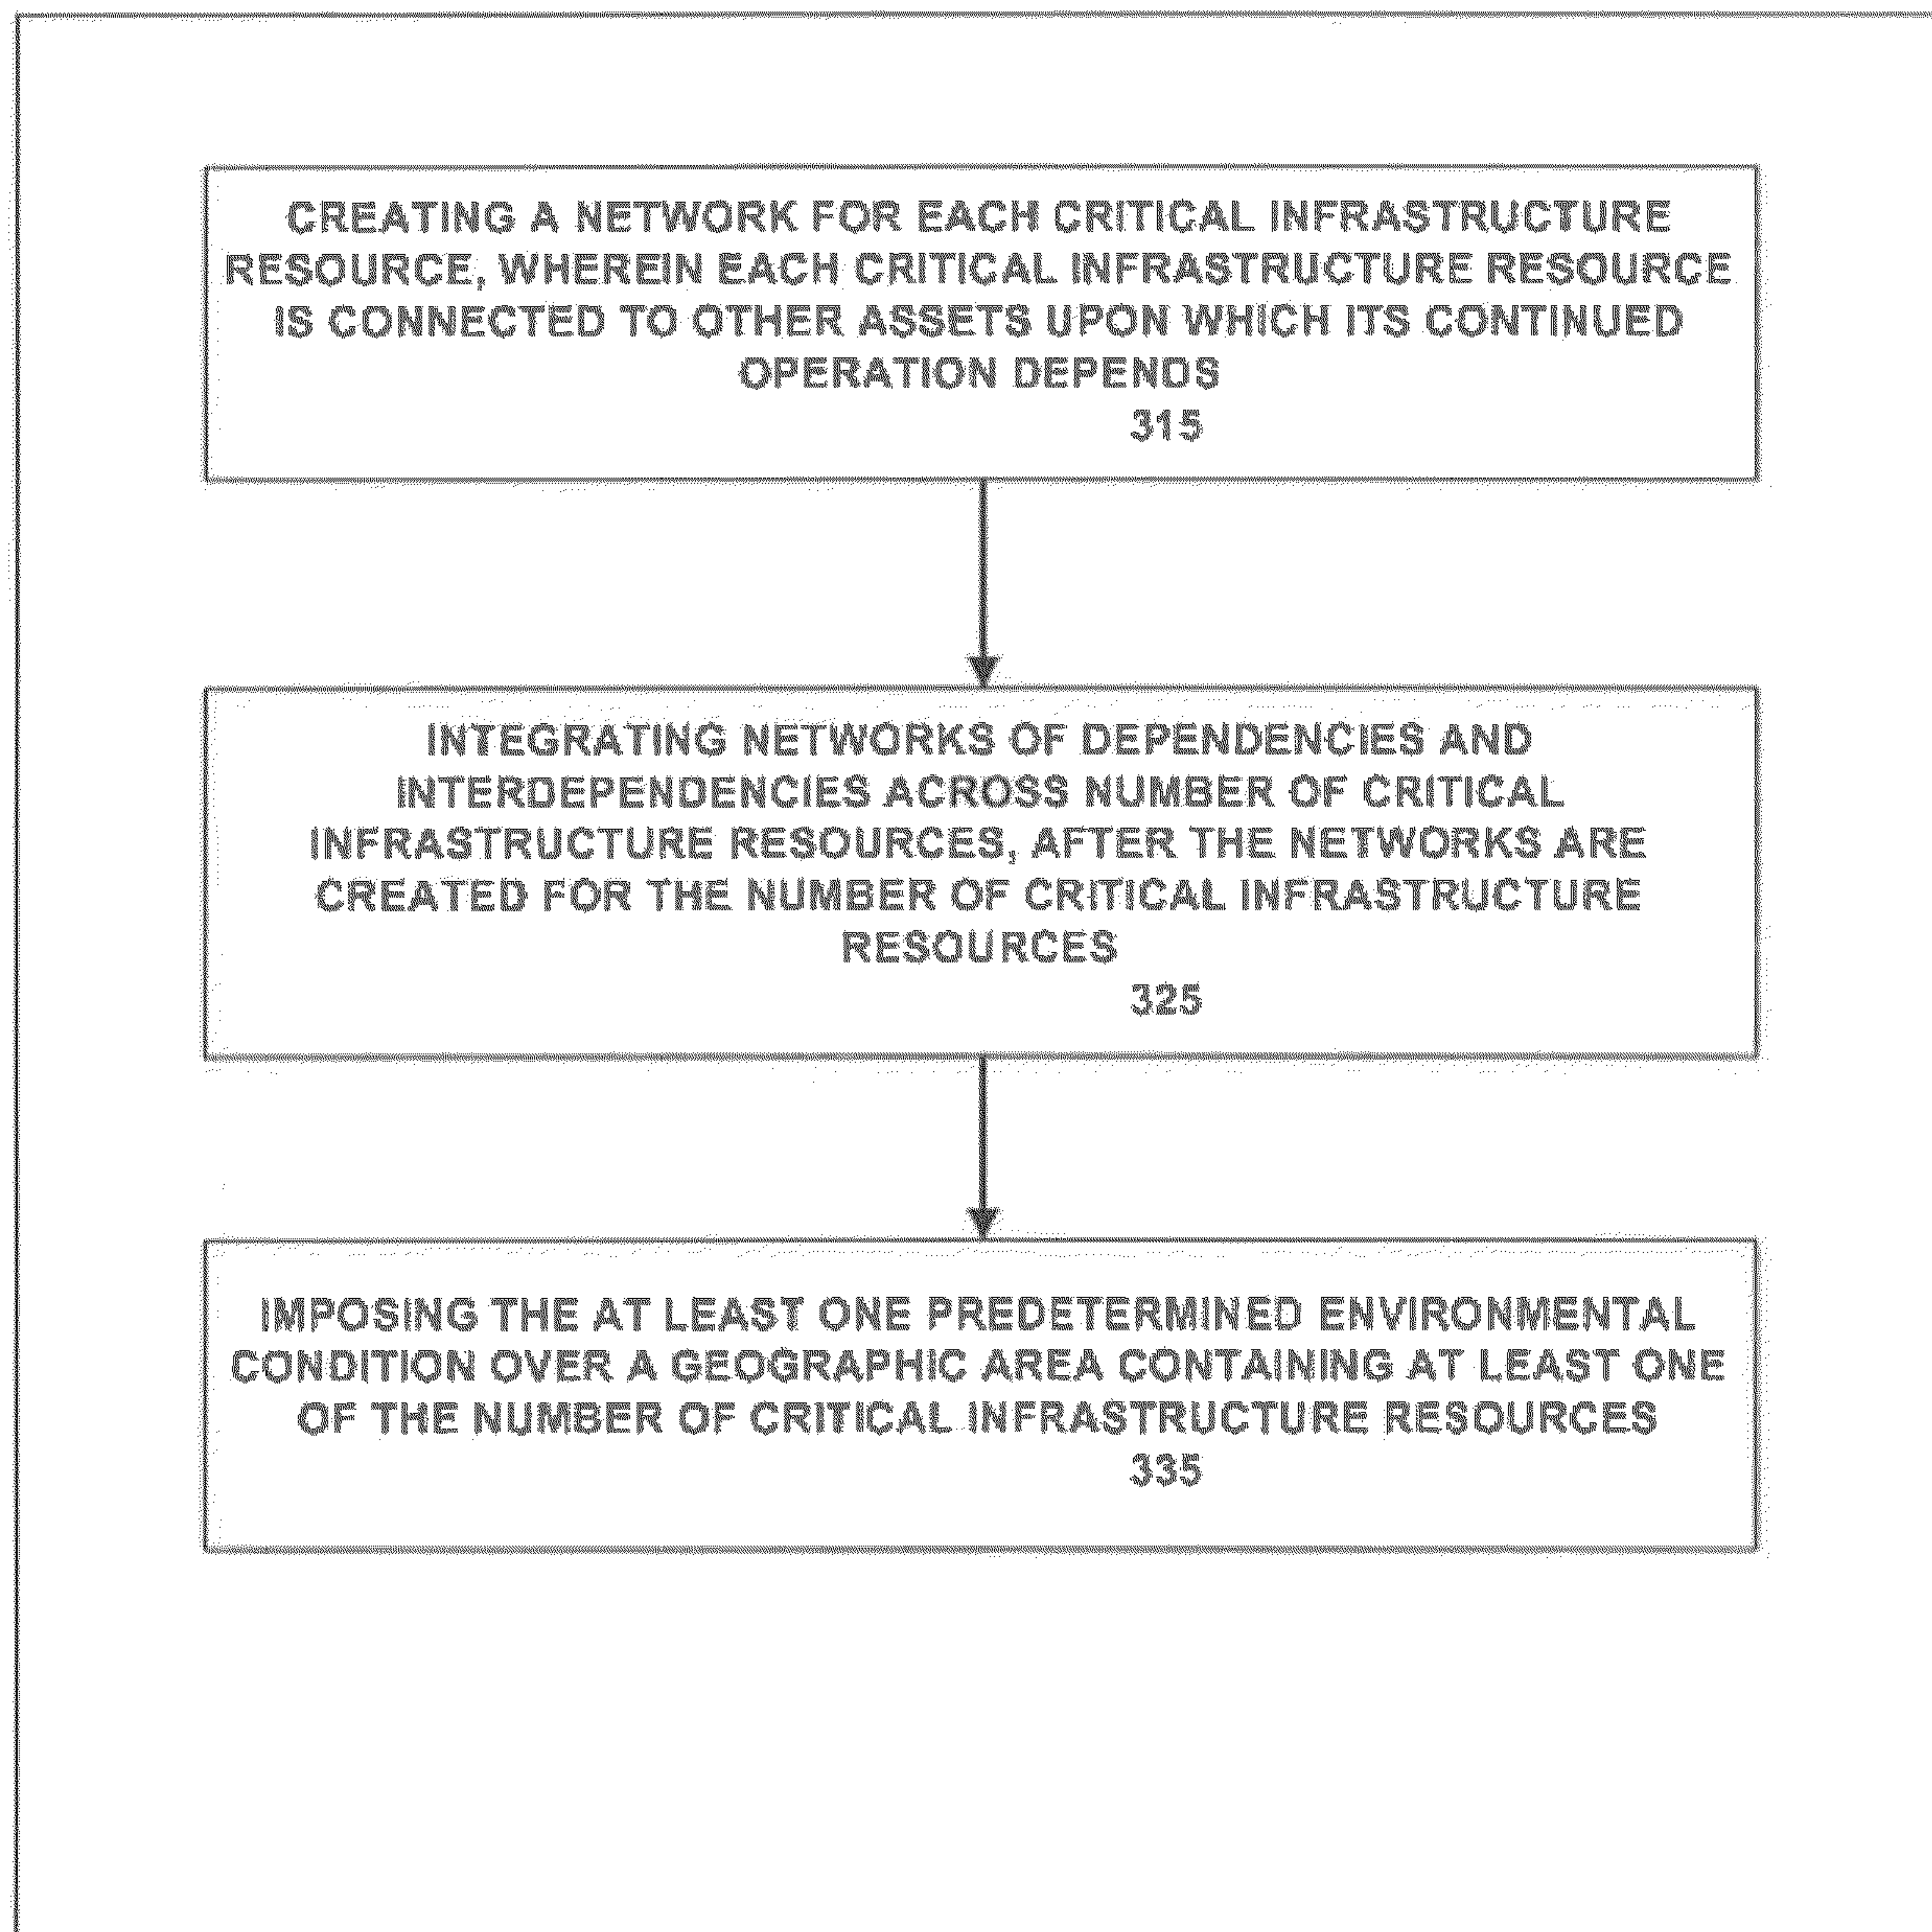 CREATING A NETWORK FOR EACH CRITICAL INFRASTRUCTURE
RESOURCE, WHEREIN EACH CRITICAL INFRASTRUCTURE RESOURCE
IS CONNECTED TO OTHER ASSETS UPON WHICH ITS CONTINUED
OPERATION DEPENDS
315
INTEGRATING NETWORKS OF DEPENDENCIES AND
INTERDEPENDENCIES ACROSS NUMBER OF CRITICAL
INFRASTRUCTURE RESOURCES, AFTER THE NETWORKS ARE
CREATED FOR THE NUMBER OF CRITICAL INFRASTRUCTURE
RESOURCES
325
IMPOSING THE AT LEAST ONE PREDETERMINED ENVIRONMENTAL
CONDITION OVER A GEOGRAPHIC AREA CONTAINING AT LEAST ONE
OF THE NUMBER OF CRITICAL INFRASTRUCTURE RESOURCES
335